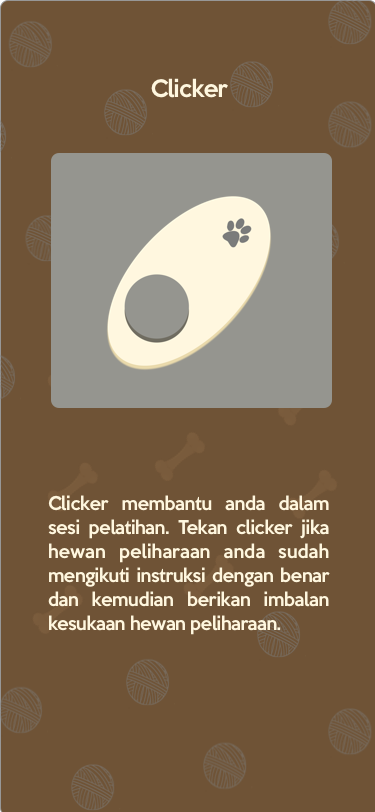 Clicker
Clicker membantu anda dalam
sesi pelatihan. Tekan clicker jika
hewan peliharaan anda sudah
mengikuti instruksi dengan benar
dan kemudian berikan imbalan
kesukaan hewan peliharaan.